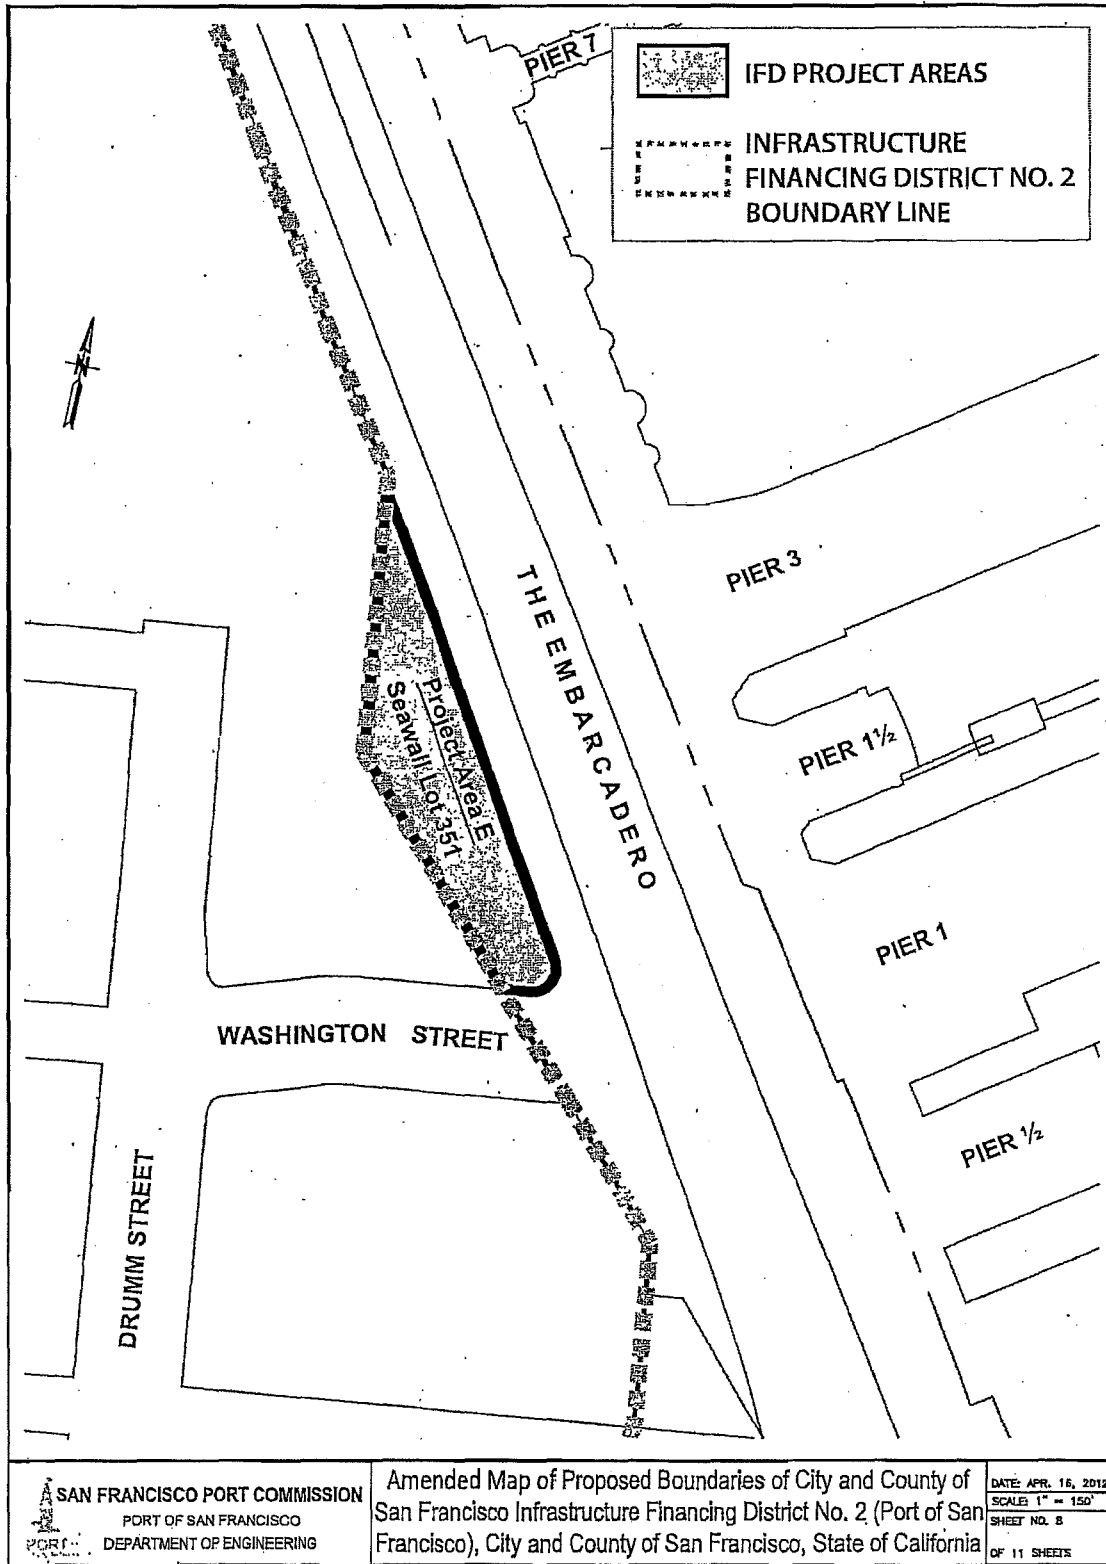 PIER 7
IFD PROJECT AREAS
INFRASTRUCTURE
FINANCING DISTRICT NO. 2
BOUNDARY LINE
N
THE EMBARCADERO
PIER 3
Project Area E
Seawall Lot 351
PIER 1½
PIER 1
WASHINGTON STREET
PIER ½
DRUMM STREET
SAN FRANCISCO PORT COMMISSION
PORT OF SAN FRANCISCO
DEPARTMENT OF ENGINEERING
PORT
Amended Map of Proposed Boundaries of City and County of
San Francisco Infrastructure Financing District No. 2 (Port of San
Francisco), City and County of San Francisco, State of California
DATE: APR. 16, 2012
SCALE: 1" = 150'
SHEET NO. 8
OF 11 SHEETS